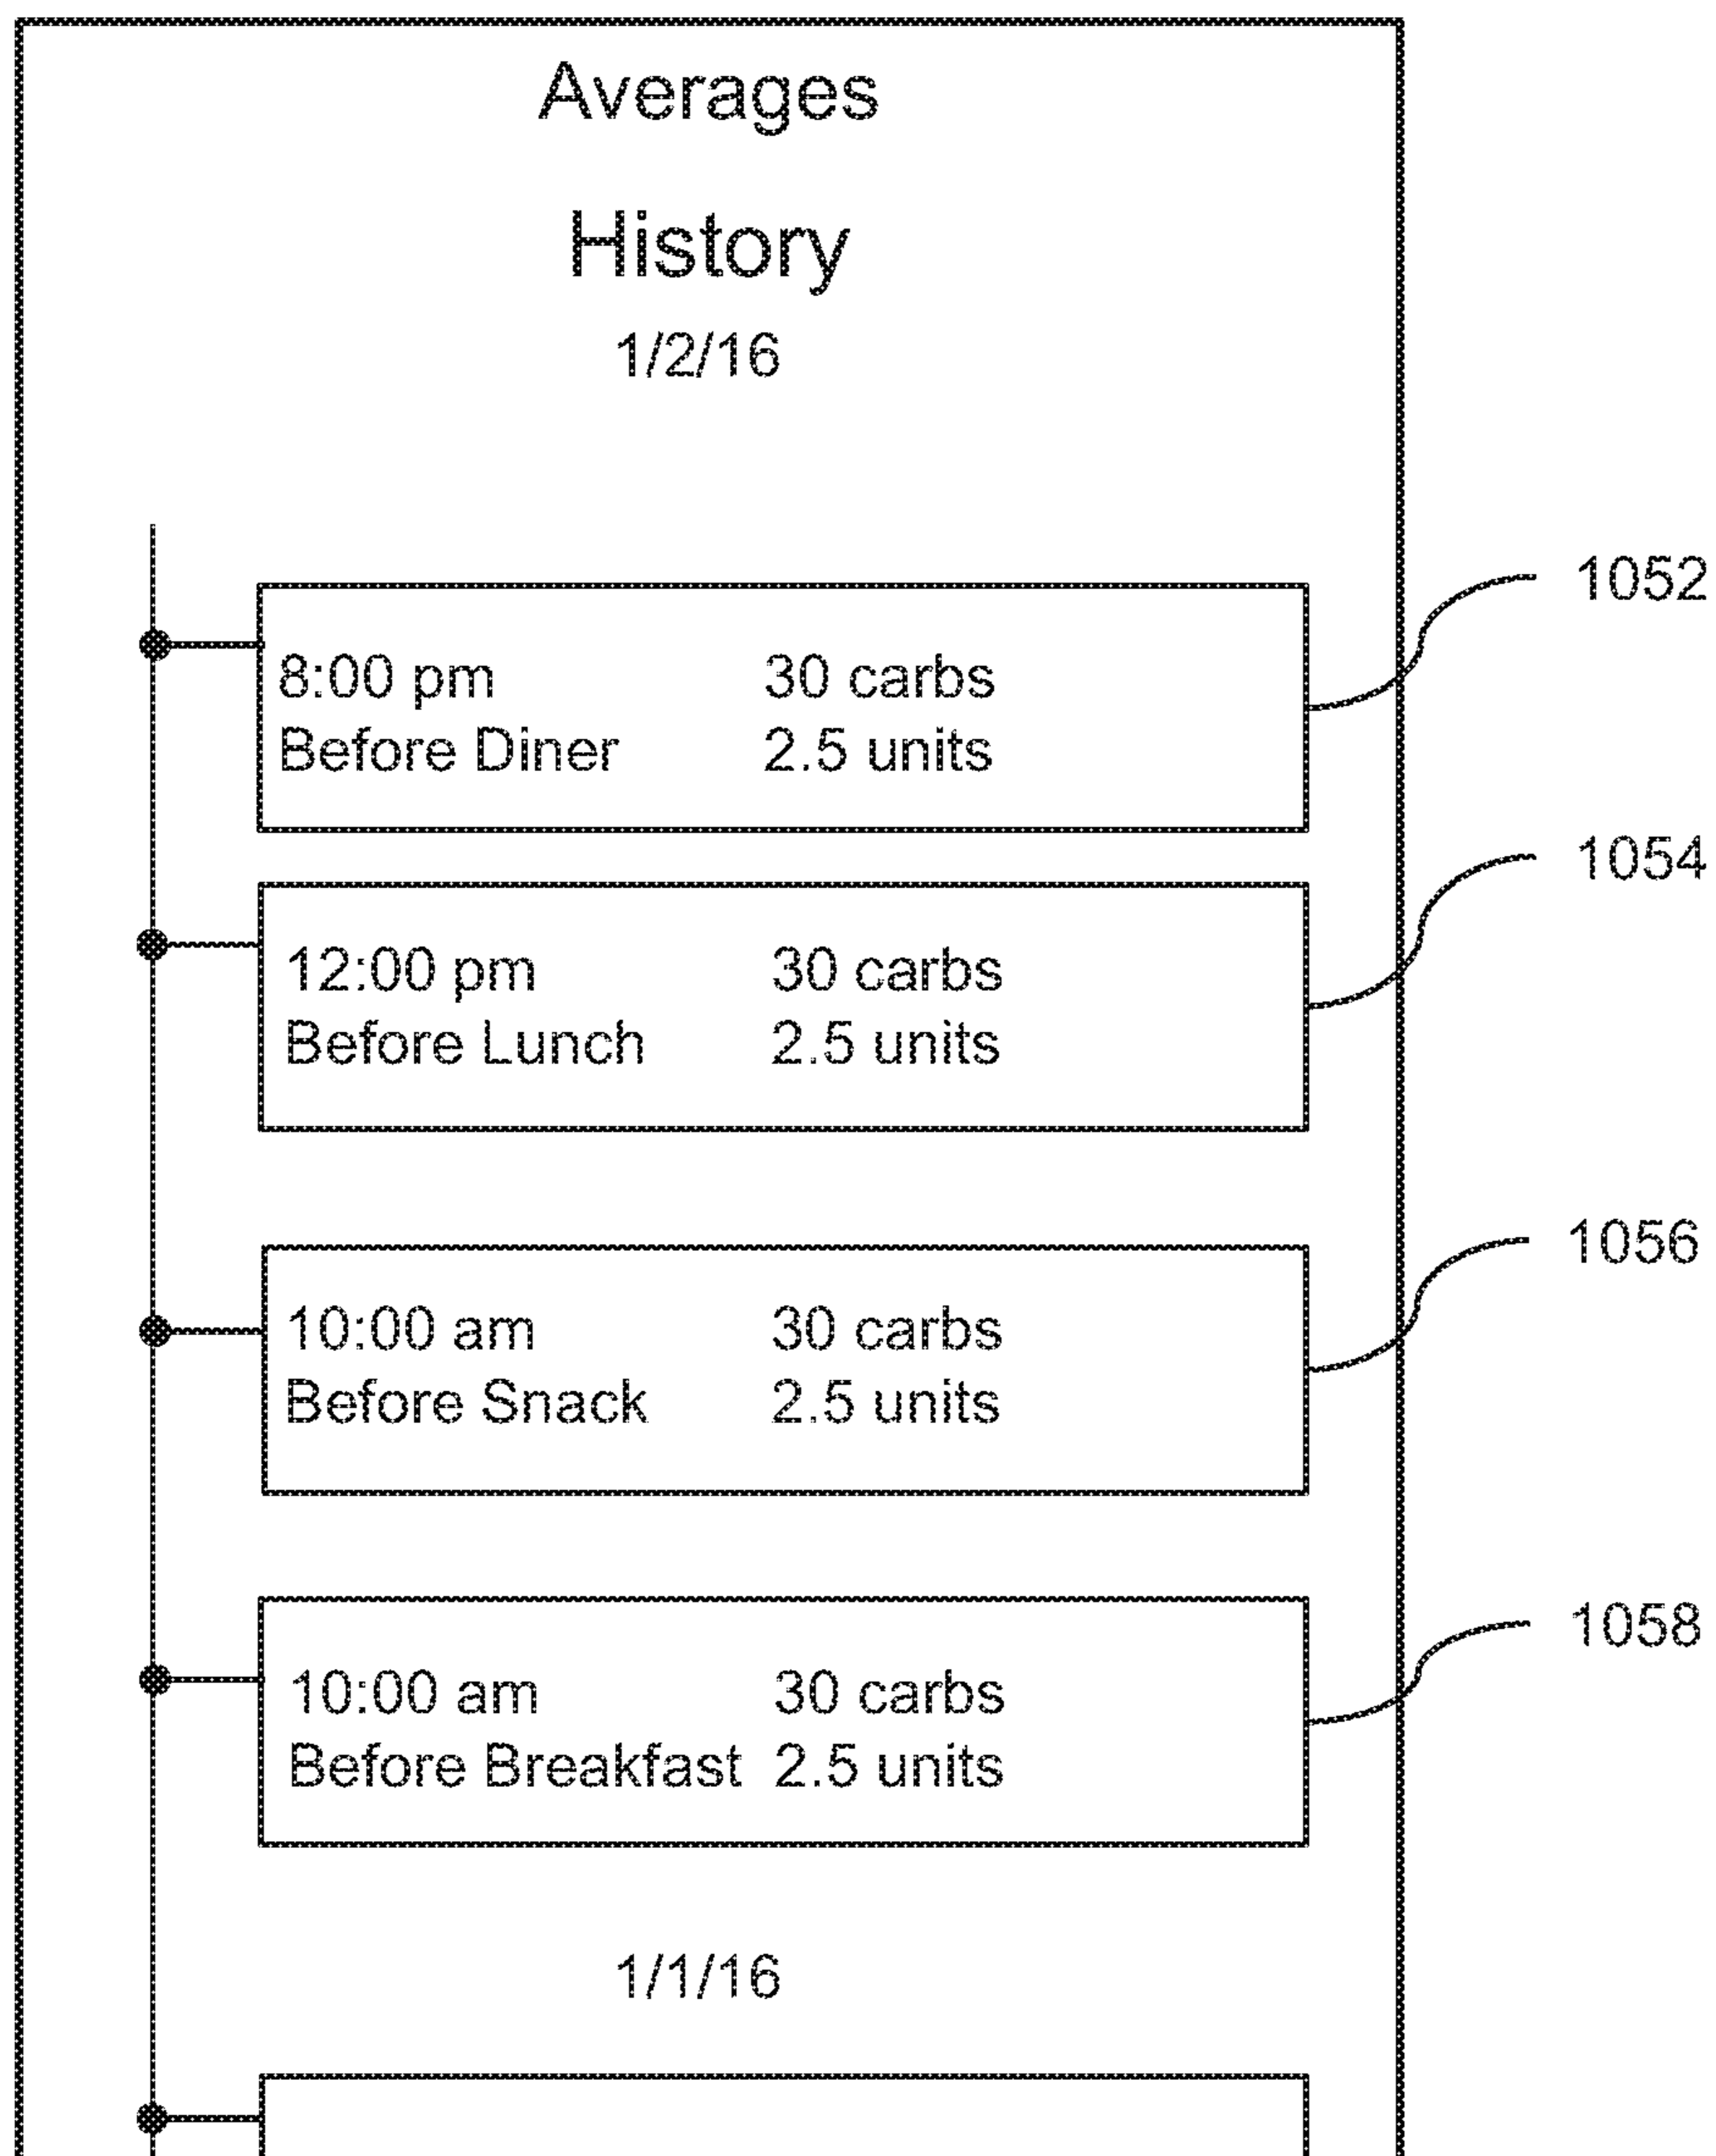 Averages
History
1/2/16
1052
8:00 pm 30 carbs
Before Diner 2.5 units
1054
12:00 pm 30 carbs
Before Lunch 2.5 units
1056
10:00 am 30 carbs
Before Snack 2.5 units
1058
10:00 am 30 carbs
Before Breakfast 2.5 units
1/1/16